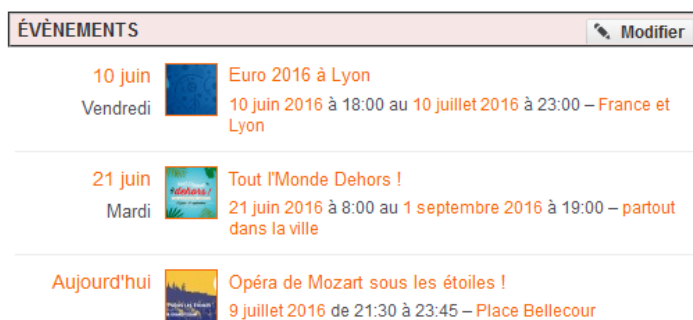 ÉVÈNEMENTS
Modifier
10 juin
Vendredi
Euro 2016 à Lyon
10 juin 2016 à 18:00 au 10 juillet 2016 à 23:00 – France et
Lyon
21 juin
Mardi
dehors !
Tout l'Monde Dehors !
21 juin 2016 à 8:00 au 1 septembre 2016 à 19:00 – partout
dans la ville
Aujourd'hui
Opéra de Mozart sous les étoiles !
9 juillet 2016 de 21:30 à 23:45 – Place Bellecour